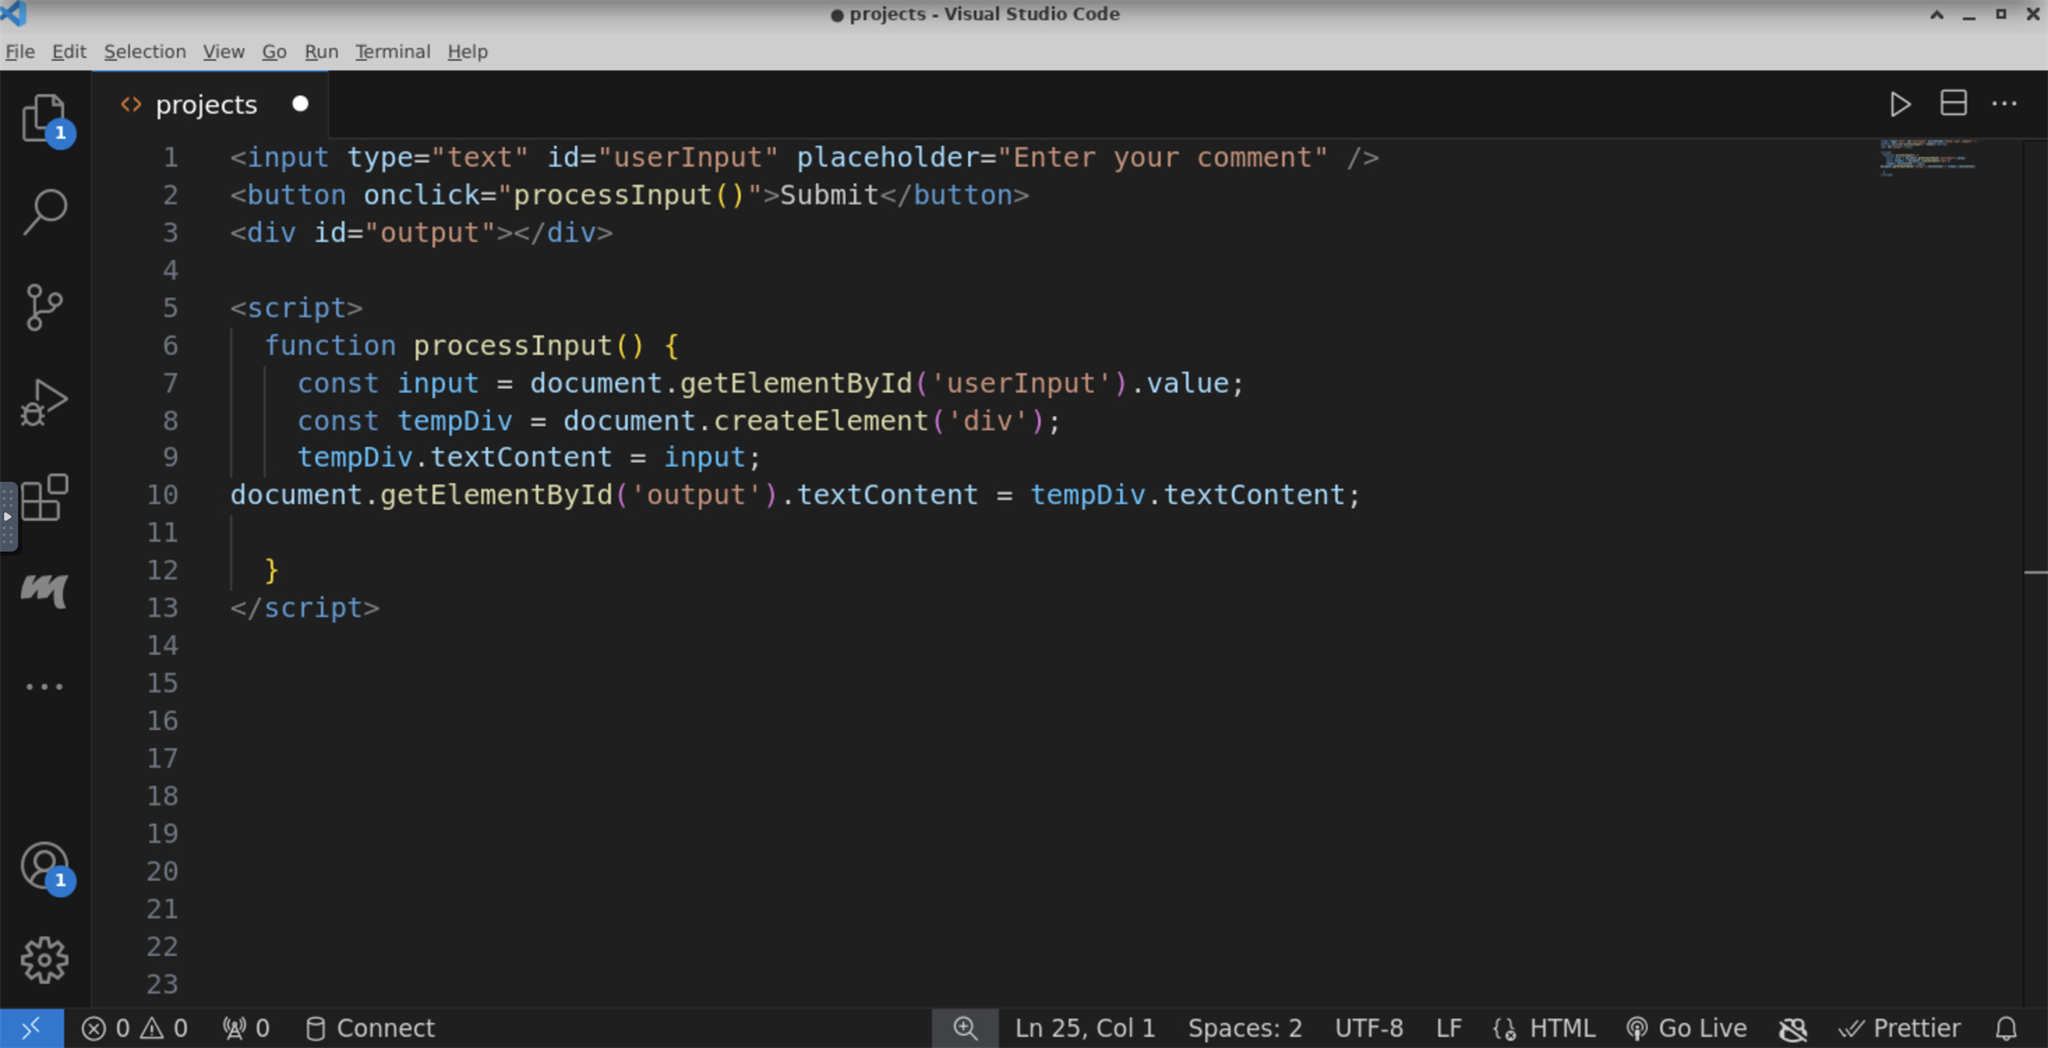 ● projects - Visual Studio Code
File Edit Selection View Go Run Terminal Help
<> projects ●
1 <input type="text" id="userInput" placeholder="Enter your comment" />
2 <button onclick="processInput()">Submit</button>
3 <div id="output"></div>
4
5 <script>
6   function processInput() {
7     const input = document.getElementById('userInput').value;
8     const tempDiv = document.createElement('div');
9     tempDiv.textContent = input;
10 document.getElementById('output').textContent = tempDiv.textContent;
11
12   }
13 </script>
14
15
16
17
18
19
20
21
22
23
1
1
0 0 0 Connect Ln 25, Col 1 Spaces: 2 UTF-8 LF HTML Go Live Prettier